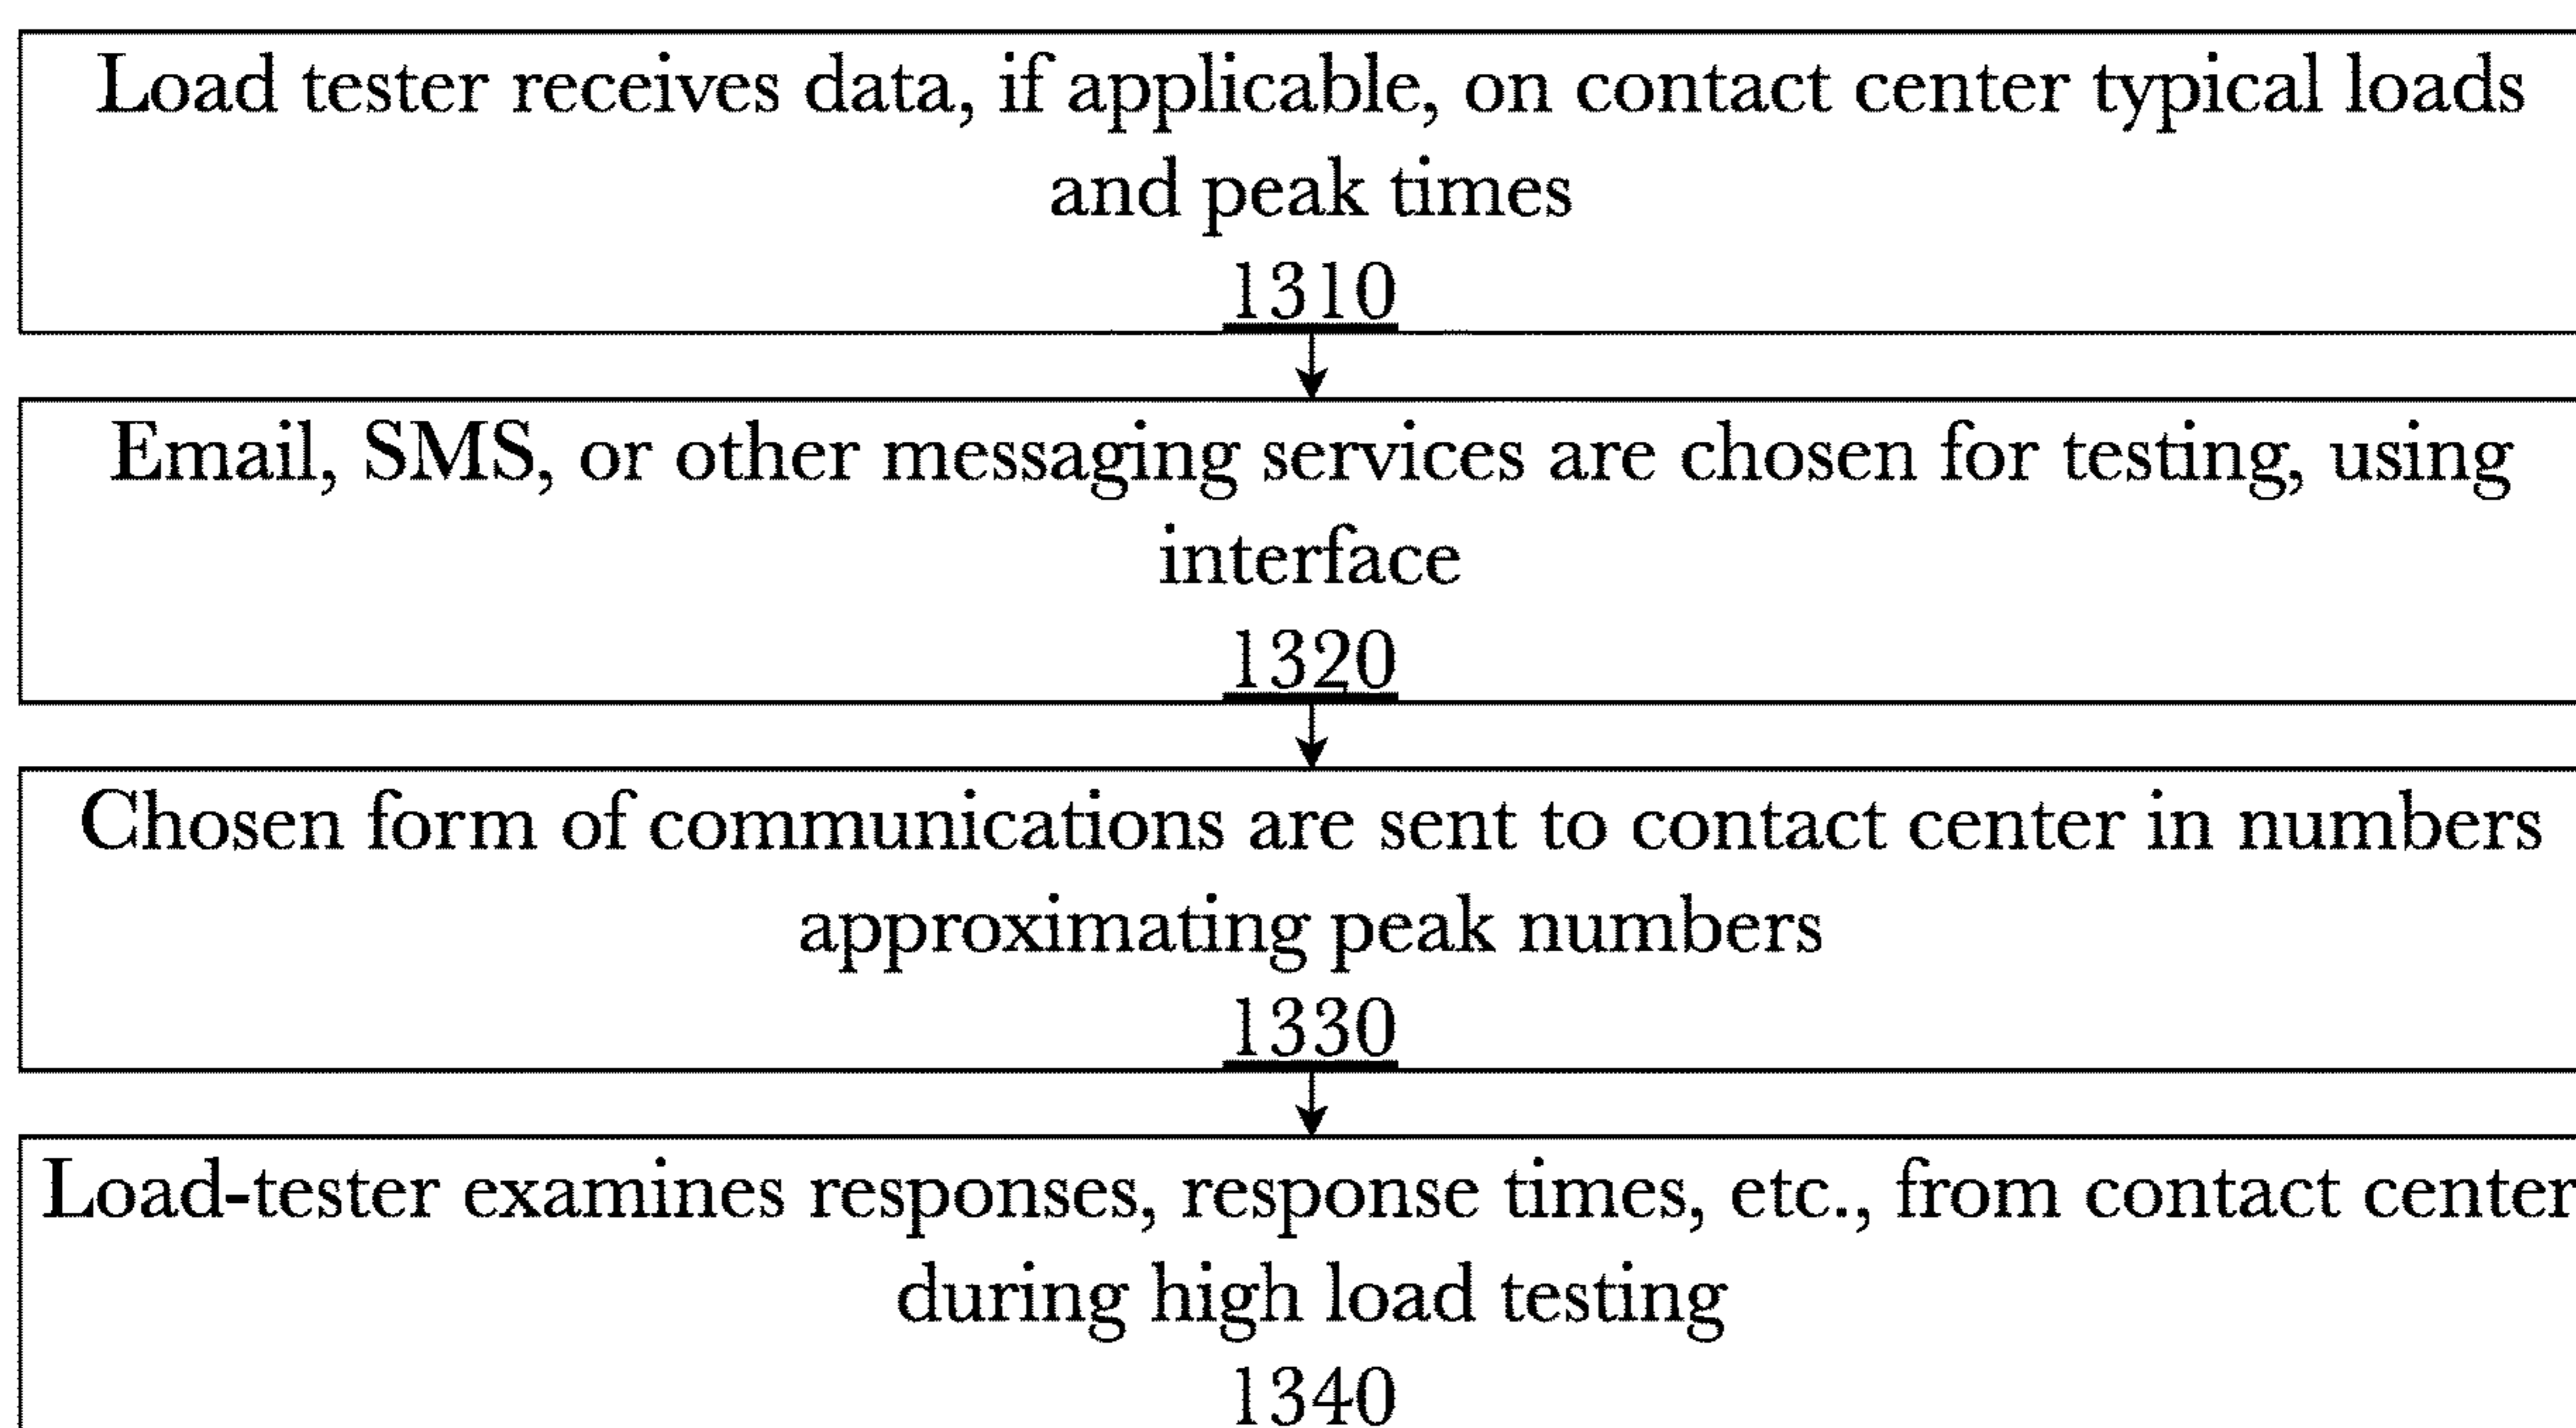 Load tester receives data, if applicable, on contact center typical loads
and peak times
1310
Email, SMS, or other messaging services are chosen for testing, using
interface
1320
Chosen form of communications are sent to contact center in numbers
approximating peak numbers
1330
Load-tester examines responses, response times, etc., from contact center
during high load testing
1340